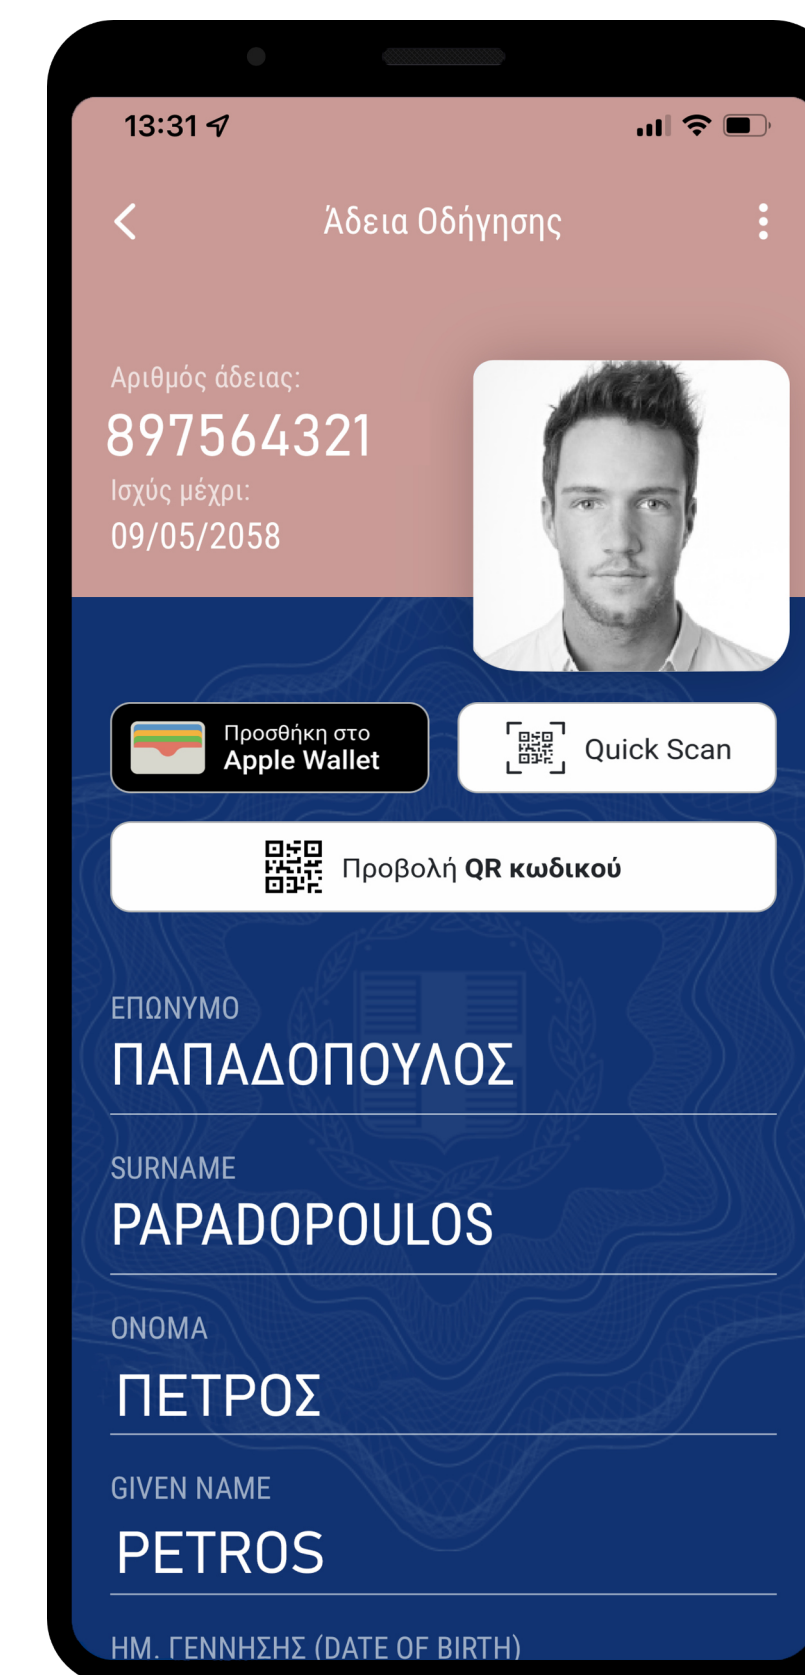 13:31
Άδεια Οδήγησης
Αριθμός άδειας:
897564321
Ισχύς μέχρι:
09/05/2058
Προσθήκη στο
Apple Wallet
Quick Scan
Προβολή QR κωδικού
ΕΠΩΝΥΜΟ
ΠΑΠΑΔΟΠΟΥΛΟΣ
SURNAME
PAPADOPOULOS
ΟΝΟΜΑ
ΠΕΤΡΟΣ
GIVEN NAME
PETROS
ΗΜ. ΓΕΝΝΗΣΗΣ (DATE OF BIRTH)